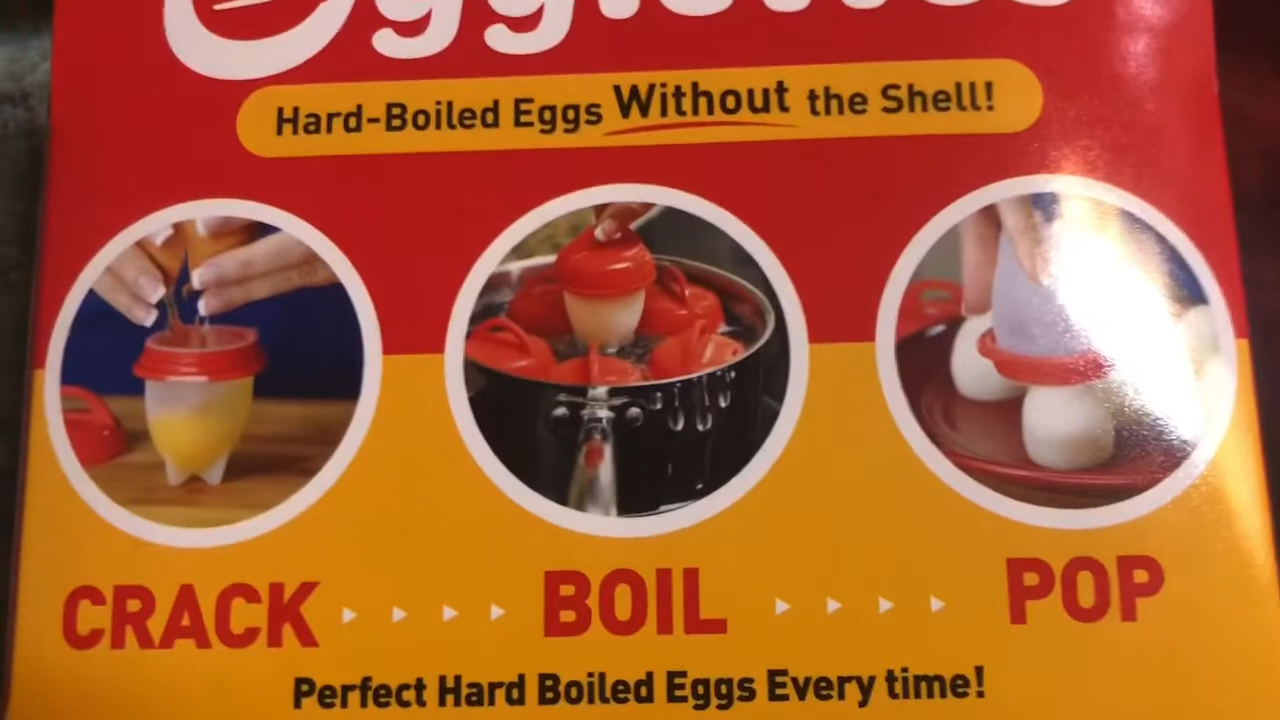 Hard-Boiled Eggs Without the Shell!
CRACK BOIL POP
Perfect Hard Boiled Eggs Every time!